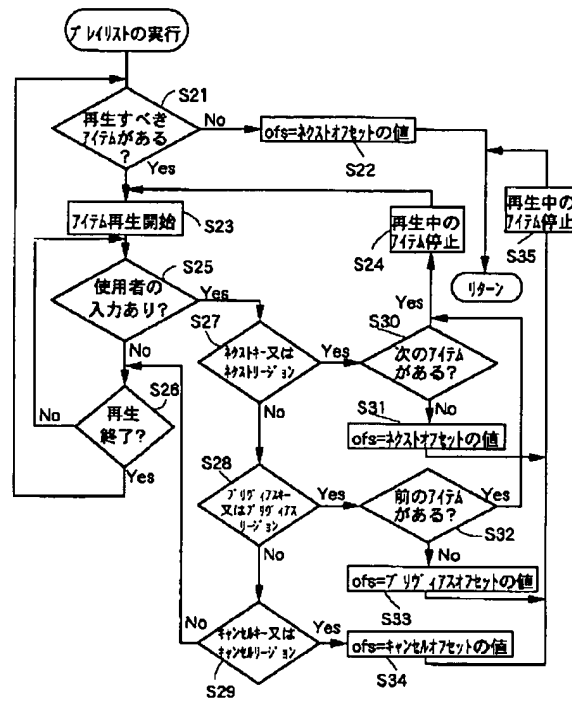 プレイリストの実行
S21
再生すべき
アイテムがある
?
No
Yes
ofs=ネクストオフセットの値
S22
アイテム再生開始
S23
再生中の
アイテム停止
S24
再生中の
アイテム停止
S35
リターン
S25
使用者の
入力あり?
Yes
No
S26
再生
終了?
No
Yes
S27
ネクストキー又は
ネクストリージョン
Yes
No
S30
次のアイテム
がある?
Yes
No
S31
ofs=ネクストオフセットの値
S28
プリヴィアスキー
又はプリヴィアス
リージョン
Yes
No
前のアイテム
がある?
Yes
S32
No
ofs=プリヴィアスオフセットの値
S33
キャンセルキー又は
キャンセルリージョン
No
Yes
S29
ofs=キャンセルオフセットの値
S34